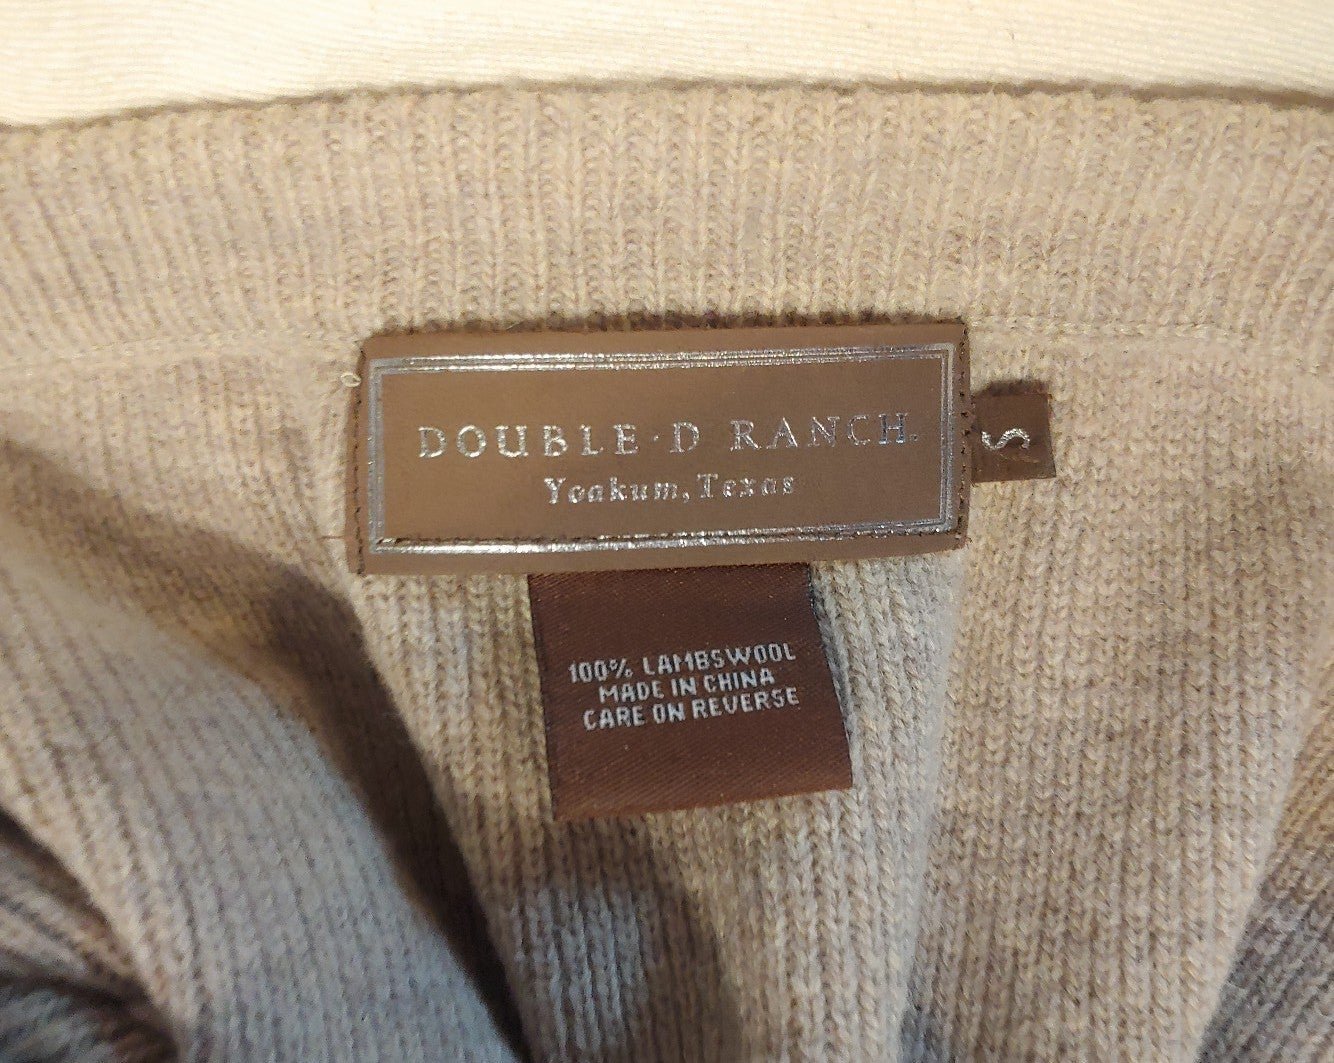 DOUBLE·D RANCH.
Yoakum, Texas
S
100% LAMBSWOOL
MADE IN CHINA
CARE ON REVERSE